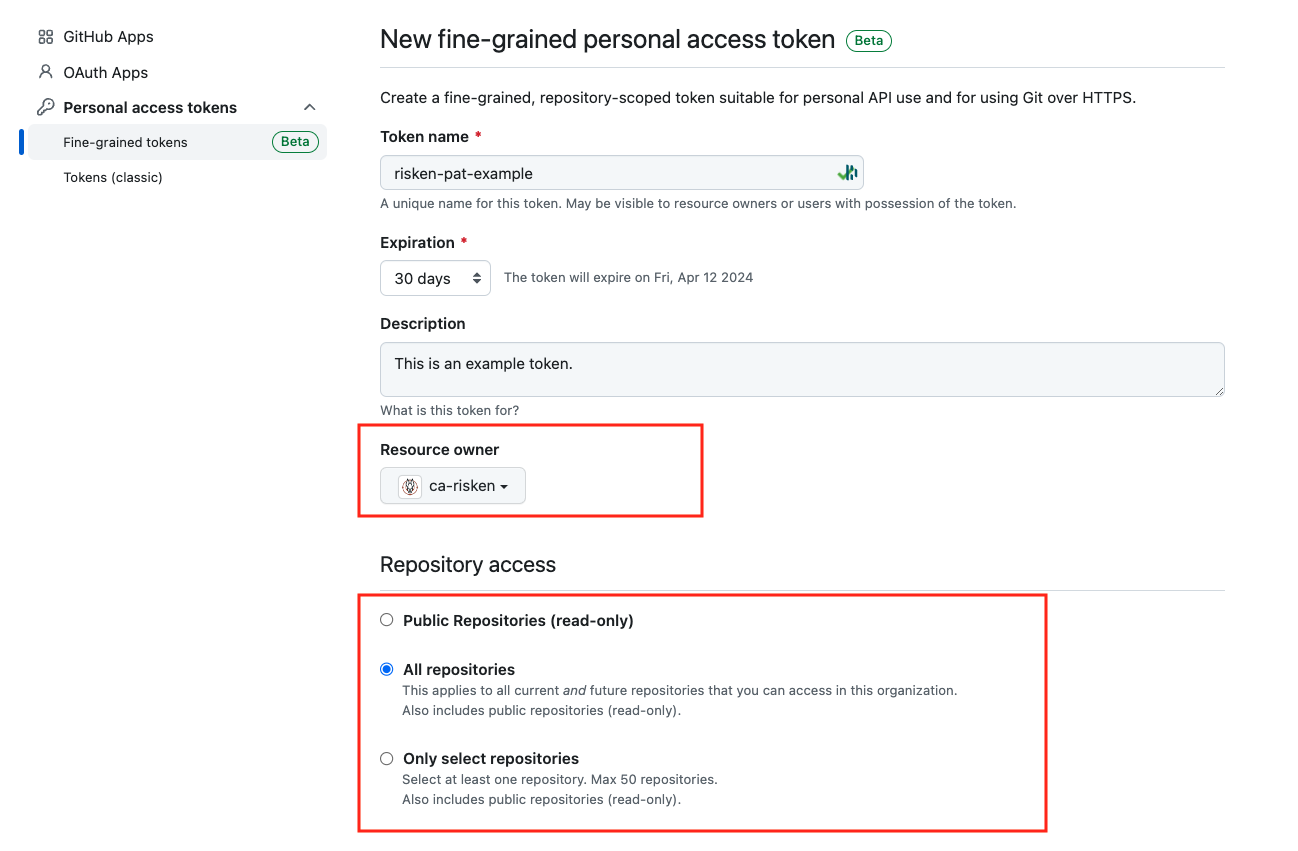 GitHub Apps
OAuth Apps
Personal access tokens
Fine-grained tokens Beta
Tokens (classic)
New fine-grained personal access token Beta
Create a fine-grained, repository-scoped token suitable for personal API use and for using Git over HTTPS.
Token name *
risken-pat-example
A unique name for this token. May be visible to resource owners or users with possession of the token.
Expiration *
30 days The token will expire on Fri, Apr 12 2024
Description
This is an example token.
What is this token for?
Resource owner
ca-risken
Repository access
Public Repositories (read-only)
All repositories
This applies to all current and future repositories that you can access in this organization.
Also includes public repositories (read-only).
Only select repositories
Select at least one repository. Max 50 repositories.
Also includes public repositories (read-only).